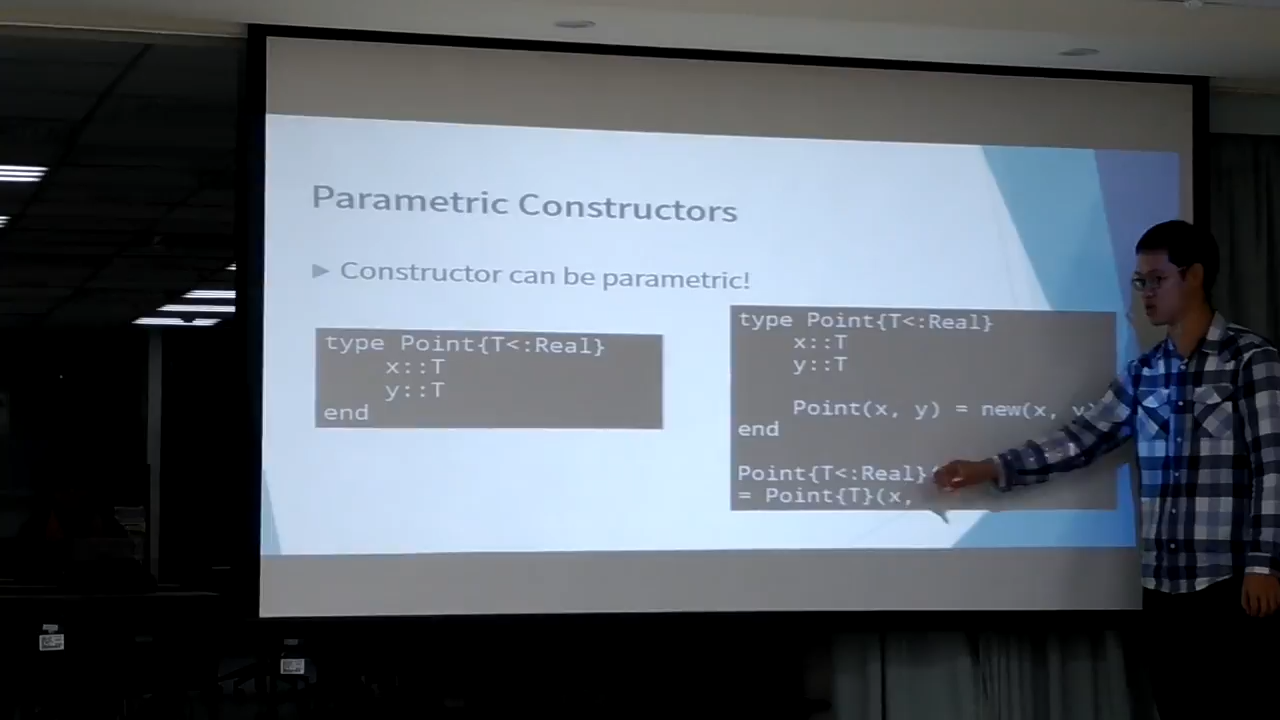 Parametric Constructors
Constructor can be parametric!
type Point{T<:Real}
x::T
y::T
end
type Point{T<:Real}
x::T
y::T
Point(x, y) = new(x, y)
end
Point{T<:Real}
= Point{T}(x,